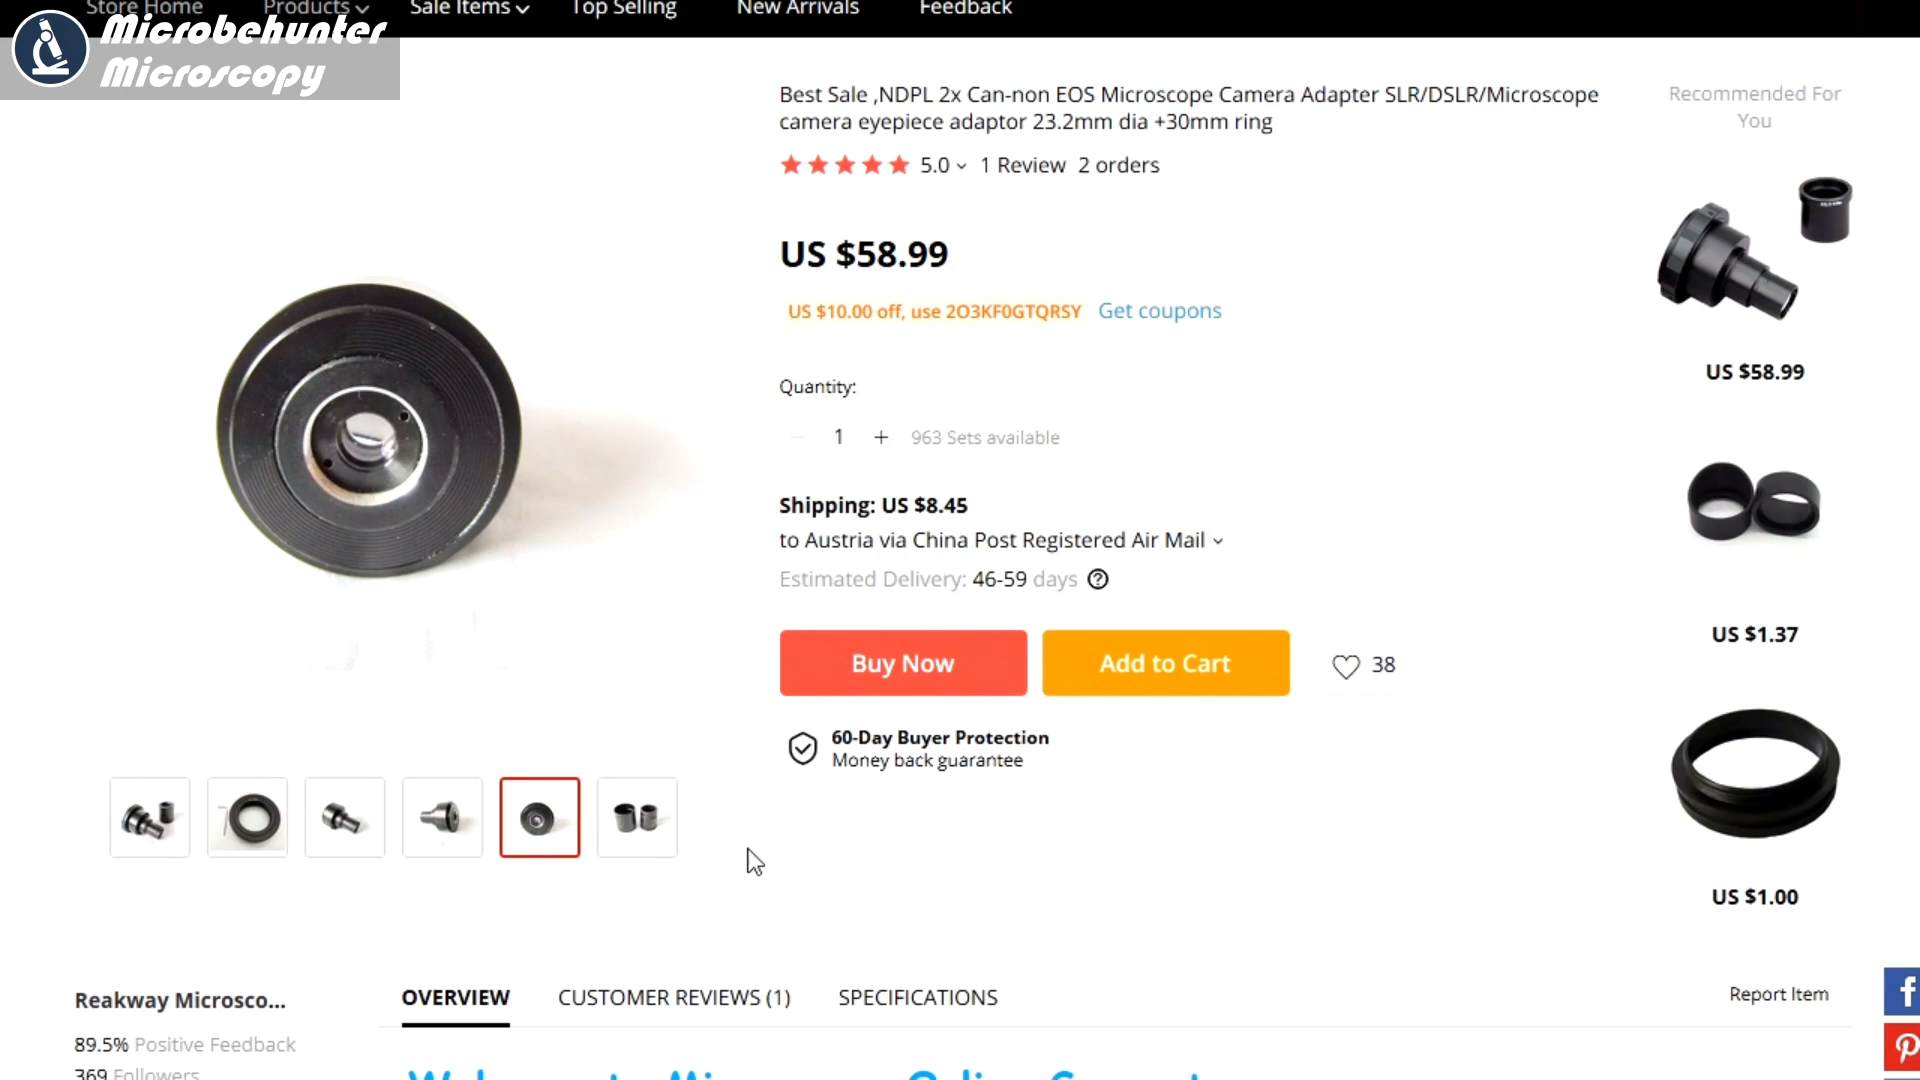 Store Home Products Sale Items Top Selling New Arrivals Feedback
Microbehunter
Microscopy
Best Sale ,NDPL 2x Can-non EOS Microscope Camera Adapter SLR/DSLR/Microscope
camera eyepiece adaptor 23.2mm dia +30mm ring
5.0 1 Review 2 orders
US $58.99
US $10.00 off, use 2O3KF0GTQRSY Get coupons
Quantity:
1 + 963 Sets available
Shipping: US $8.45
to Austria via China Post Registered Air Mail
Estimated Delivery: 46-59 days
Buy Now
Add to Cart
38
60-Day Buyer Protection
Money back guarantee
Recommended For
You
US $58.99
US $1.37
US $1.00
Reakway Microsco...
89.5% Positive Feedback
369 Followers
OVERVIEW CUSTOMER REVIEWS (1) SPECIFICATIONS
Report Item